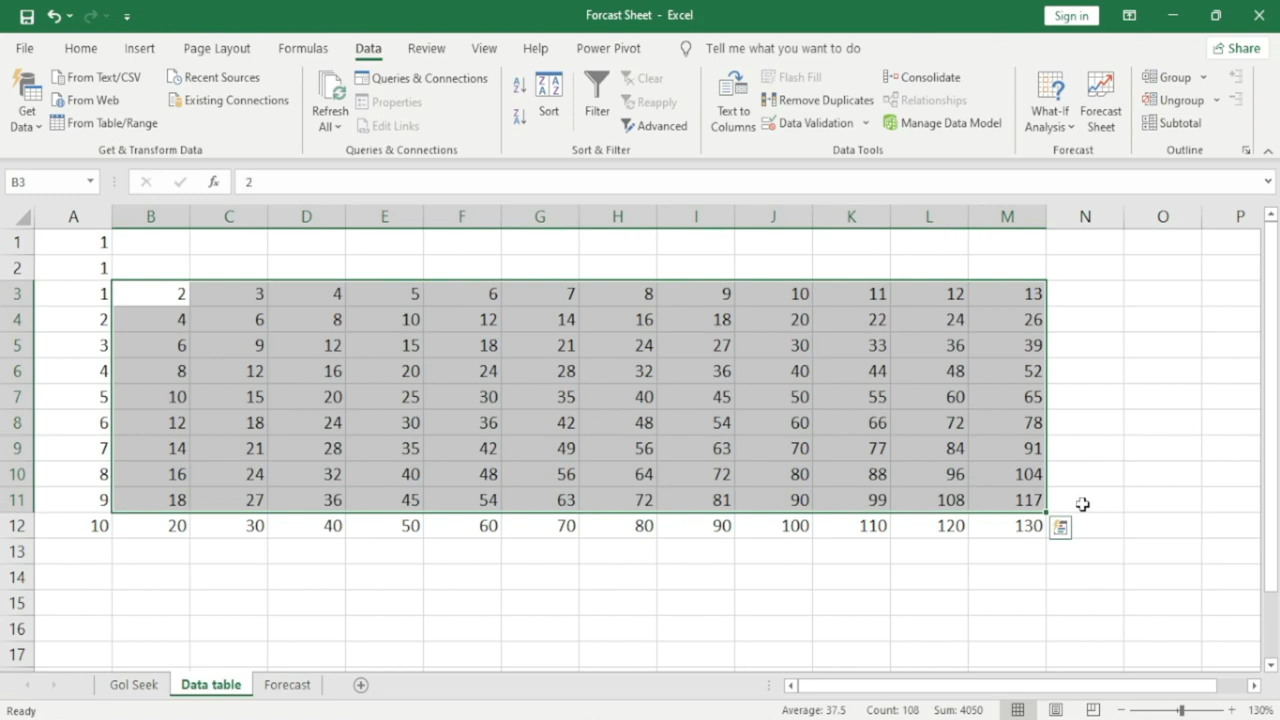 Forcast Sheet - Excel
Sign in
File Home Insert Page Layout Formulas Data Review View Help Power Pivot Tell me what you want to do Share
Get Data
From Text/CSV
From Web
From Table/Range
Recent Sources
Existing Connections
Get & Transform Data
Refresh All
Queries & Connections
Properties
Edit Links
Queries & Connections
Sort
Filter
Clear
Reapply
Advanced
Sort & Filter
Text to Columns
Flash Fill
Remove Duplicates
Data Validation
Consolidate
Relationships
Manage Data Model
Data Tools
What-If Analysis
Forecast Sheet
Forecast
Group
Ungroup
Subtotal
Outline
B3 fx 2
A B C D E F G H I J K L M N O P
1 1
2 1
3 1 2 3 4 5 6 7 8 9 10 11 12 13
4 2 4 6 8 10 12 14 16 18 20 22 24 26
5 3 6 9 12 15 18 21 24 27 30 33 36 39
6 4 8 12 16 20 24 28 32 36 40 44 48 52
7 5 10 15 20 25 30 35 40 45 50 55 60 65
8 6 12 18 24 30 36 42 48 54 60 66 72 78
9 7 14 21 28 35 42 49 56 63 70 77 84 91
10 8 16 24 32 40 48 56 64 72 80 88 96 104
11 9 18 27 36 45 54 63 72 81 90 99 108 117
12 10 20 30 40 50 60 70 80 90 100 110 120 130
13
14
15
16
17
Gol Seek Data table Forecast
Ready Average: 37.5 Count: 108 Sum: 4050 130%